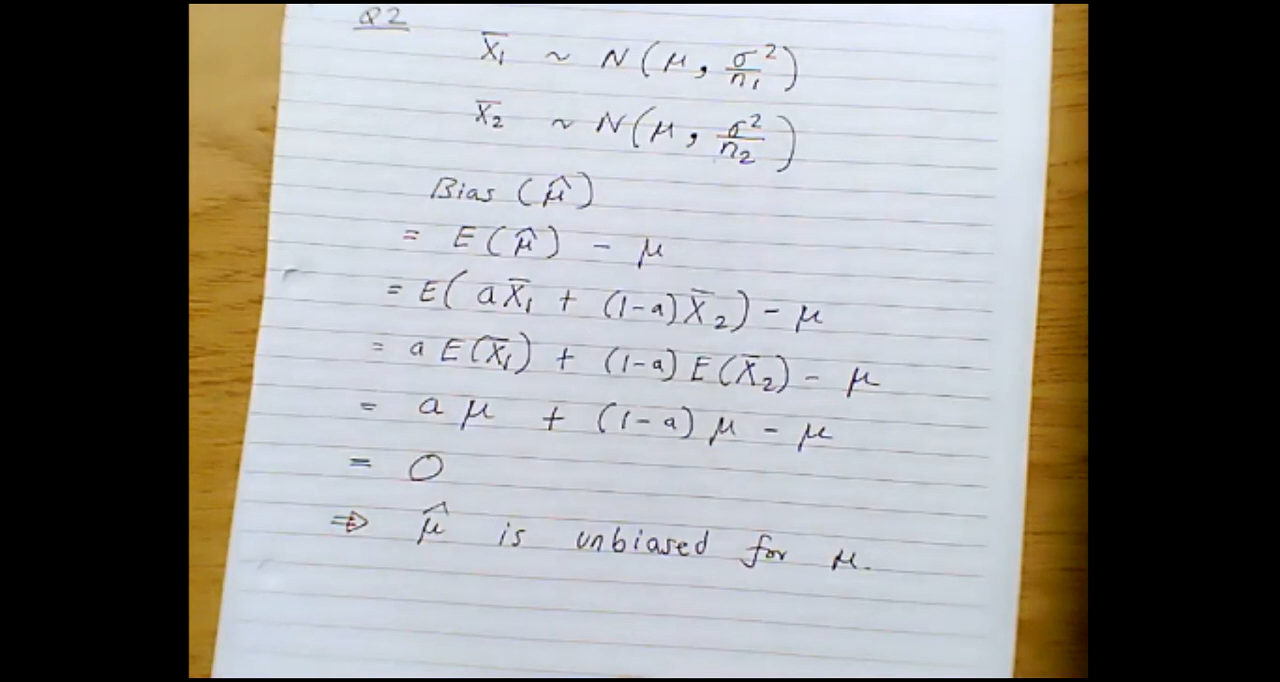 Q2
X̄₁ ~ N(μ, σ²/n₁)
X̄₂ ~ N(μ, σ²/n₂)
Bias (μ̂)
= E(μ̂) - μ
= E(aX̄₁ + (1-a)X̄₂) - μ
= a E(X̄₁) + (1-a) E(X̄₂) - μ
= a μ + (1-a) μ - μ
= 0
⇒ μ̂ is unbiased for μ.